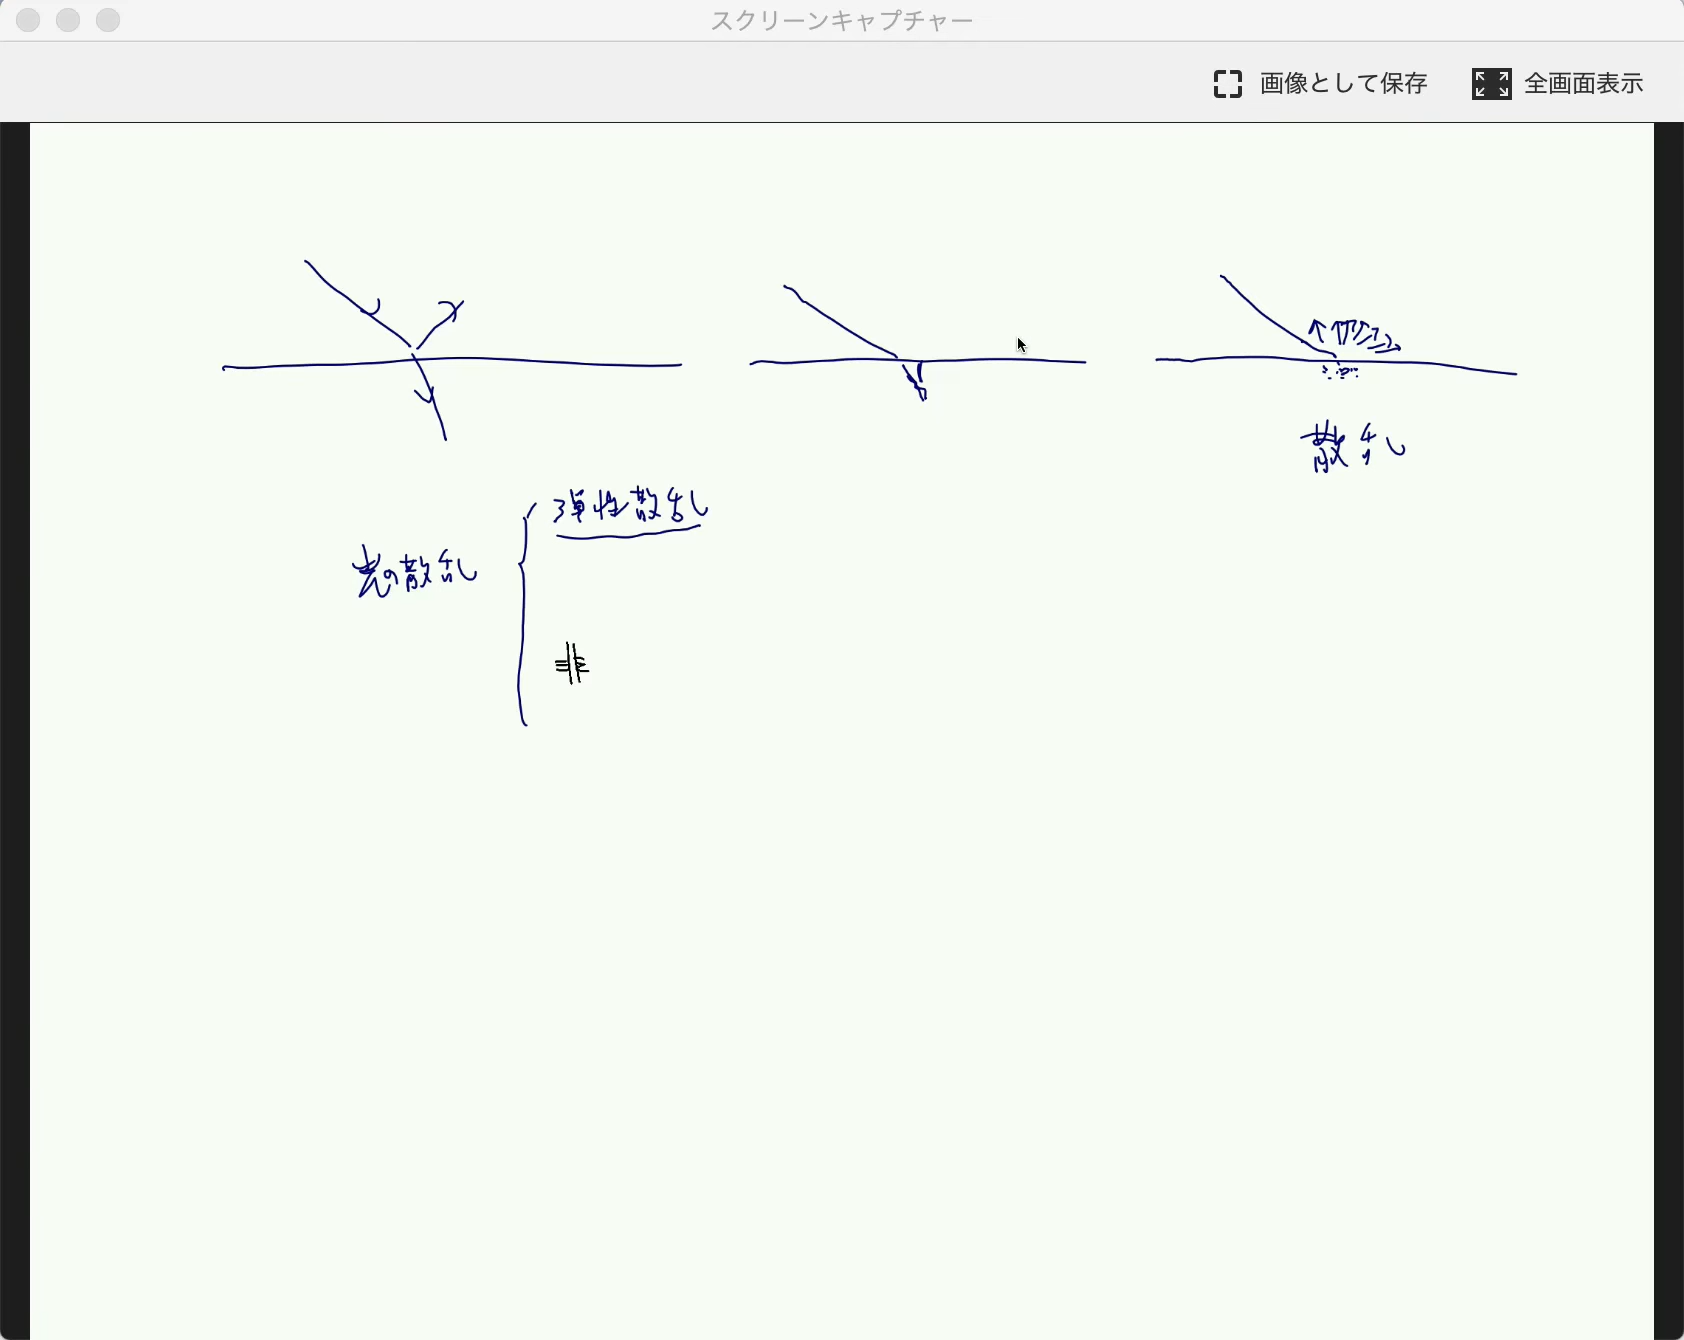 スクリーンキャプチャー
画像として保存
全画面表示
散乱
弾性散乱
光の散乱
非